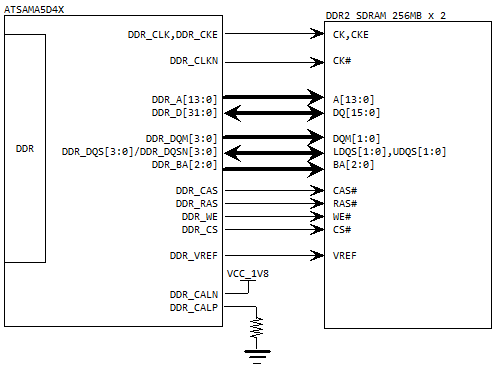 ATSAMA5D4X
DDR2 SDRAM 256MB x 2
DDR_CLK,DDR_CKE
CK,CKE
DDR_CLKN
CK#
DDR_A[13:0]
A[13:0]
DDR_D[31:0]
DQ[15:0]
DDR
DDR_DQM[3:0]
DQM[1:0]
DDR_DQS[3:0]/DDR_DQSN[3:0]
LDQS[1:0],UDQS[1:0]
DDR_BA[2:0]
BA[2:0]
DDR_CAS
CAS#
DDR_RAS
RAS#
DDR_WE
WE#
DDR_CS
CS#
DDR_VREF
VREF
VCC_1V8
DDR_CALN
DDR_CALP